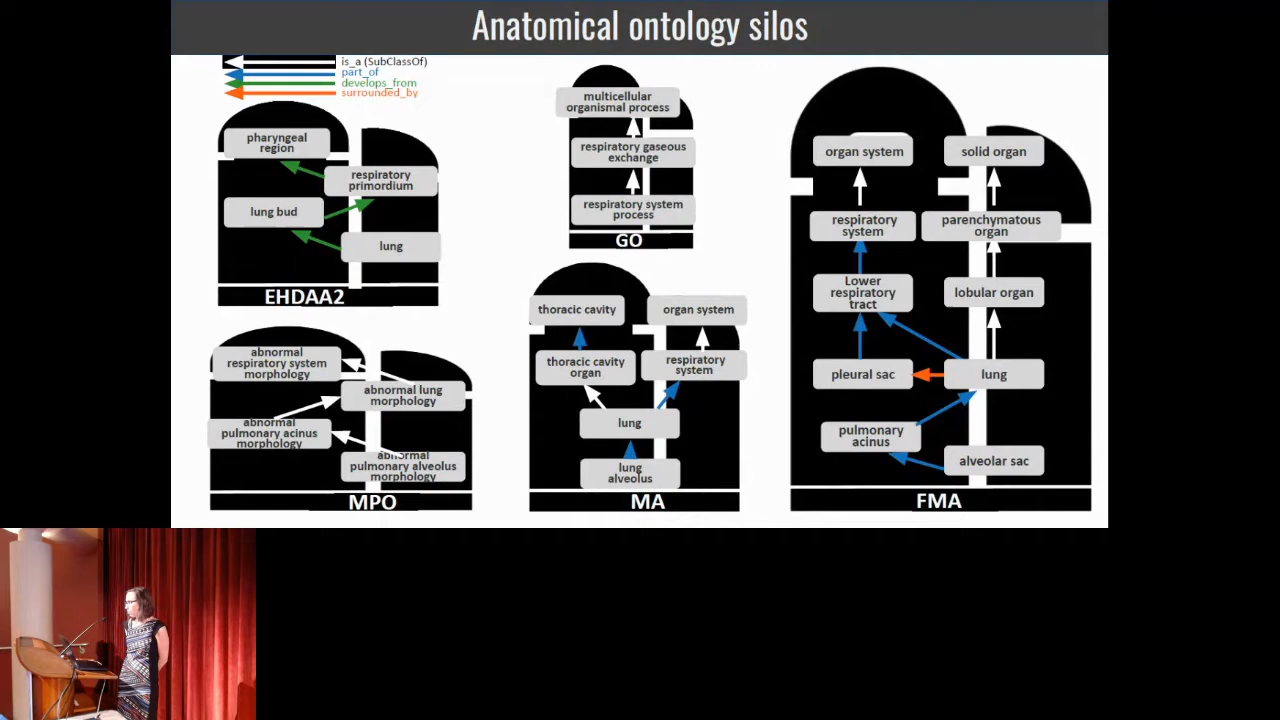 Anatomical ontology silos
is_a (SubClassOf)
part_of
develops_from
surrounded_by
pharyngeal
region
respiratory
primordium
lung bud
lung
EHDAA2
multicellular
organismal process
respiratory gaseous
exchange
respiratory system
process
GO
abnormal
respiratory system
morphology
abnormal lung
morphology
abnormal
pulmonary acinus
morphology
abnormal
pulmonary alveolus
morphology
MPO
thoracic cavity
organ system
thoracic cavity
organ
respiratory
system
lung
lung
alveolus
MA
organ system
solid organ
respiratory
system
parenchymatous
organ
Lower
respiratory
tract
lobular organ
pleural sac
lung
pulmonary
acinus
alveolar sac
FMA